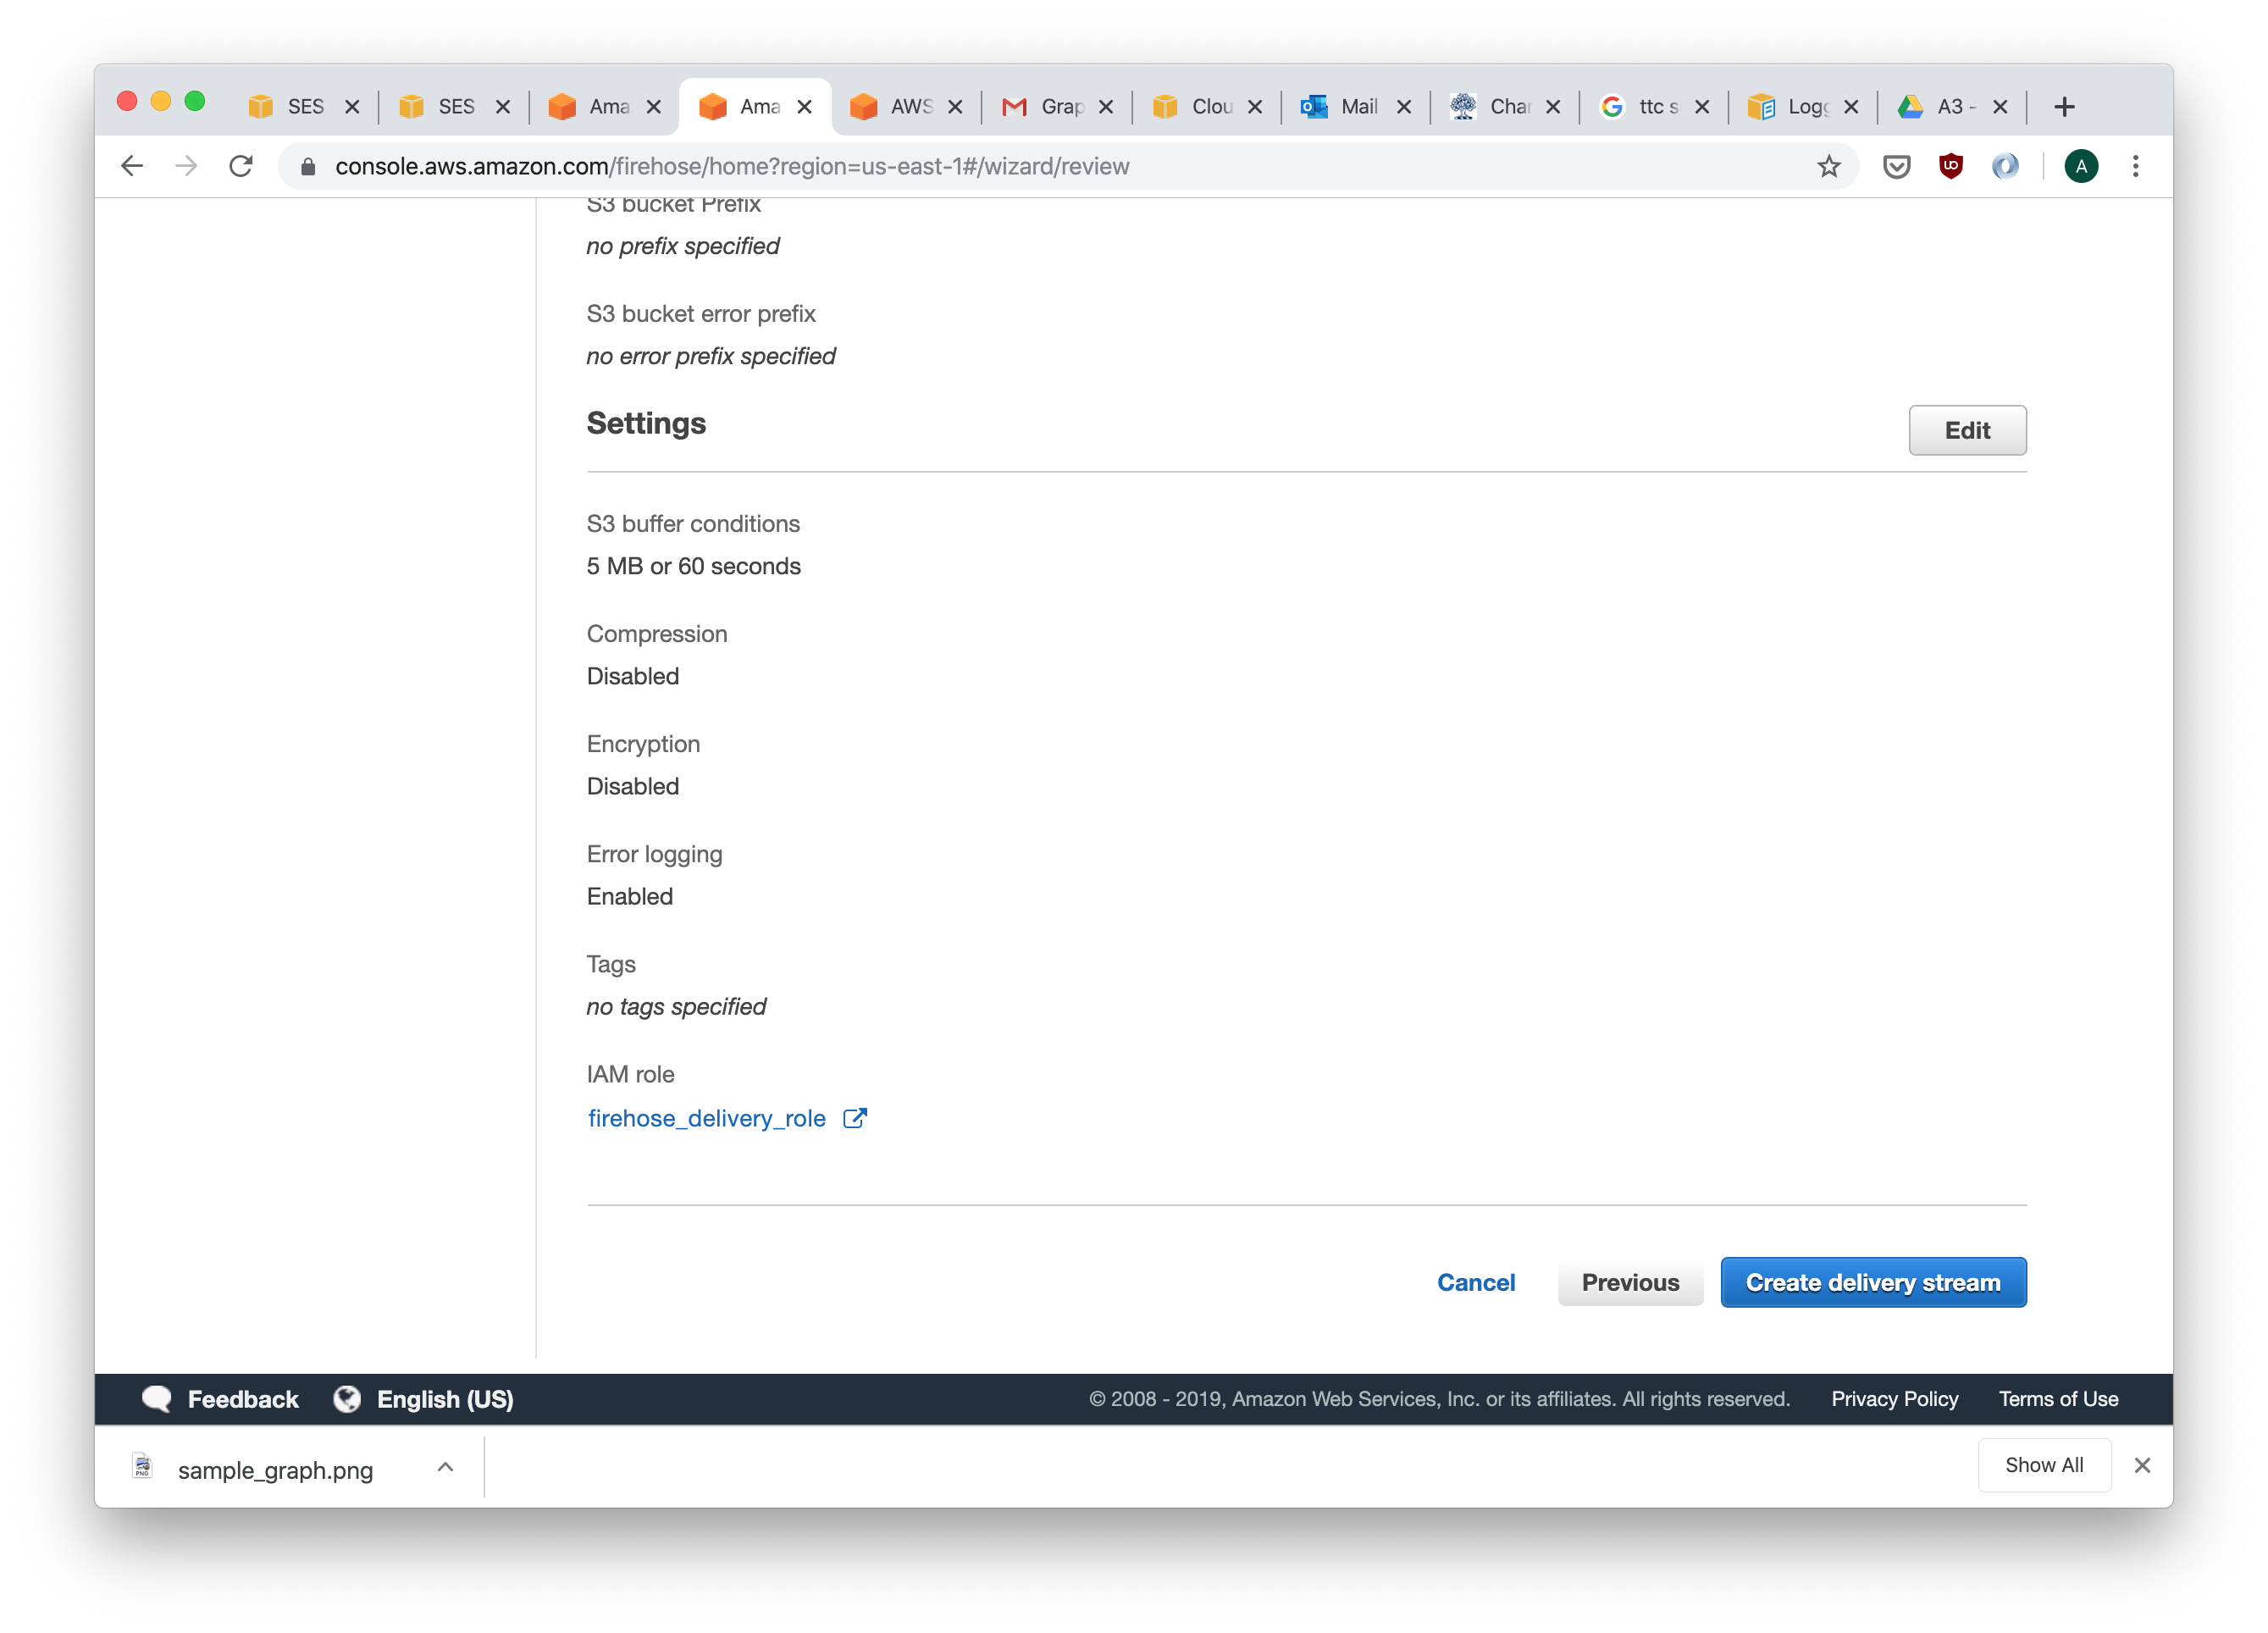 SES
SES
Ama
Ama
AWS
Grap
Clou
Mail
Char
ttc s
Logg
A3 -
console.aws.amazon.com/firehose/home?region=us-east-1#/wizard/review
A
S3 bucket Prefix
no prefix specified
S3 bucket error prefix
no error prefix specified
Settings
Edit
S3 buffer conditions
5 MB or 60 seconds
Compression
Disabled
Encryption
Disabled
Error logging
Enabled
Tags
no tags specified
IAM role
firehose_delivery_role
Cancel
Previous
Create delivery stream
Feedback
English (US)
© 2008 - 2019, Amazon Web Services, Inc. or its affiliates. All rights reserved.
Privacy Policy
Terms of Use
PNG
sample_graph.png
Show All